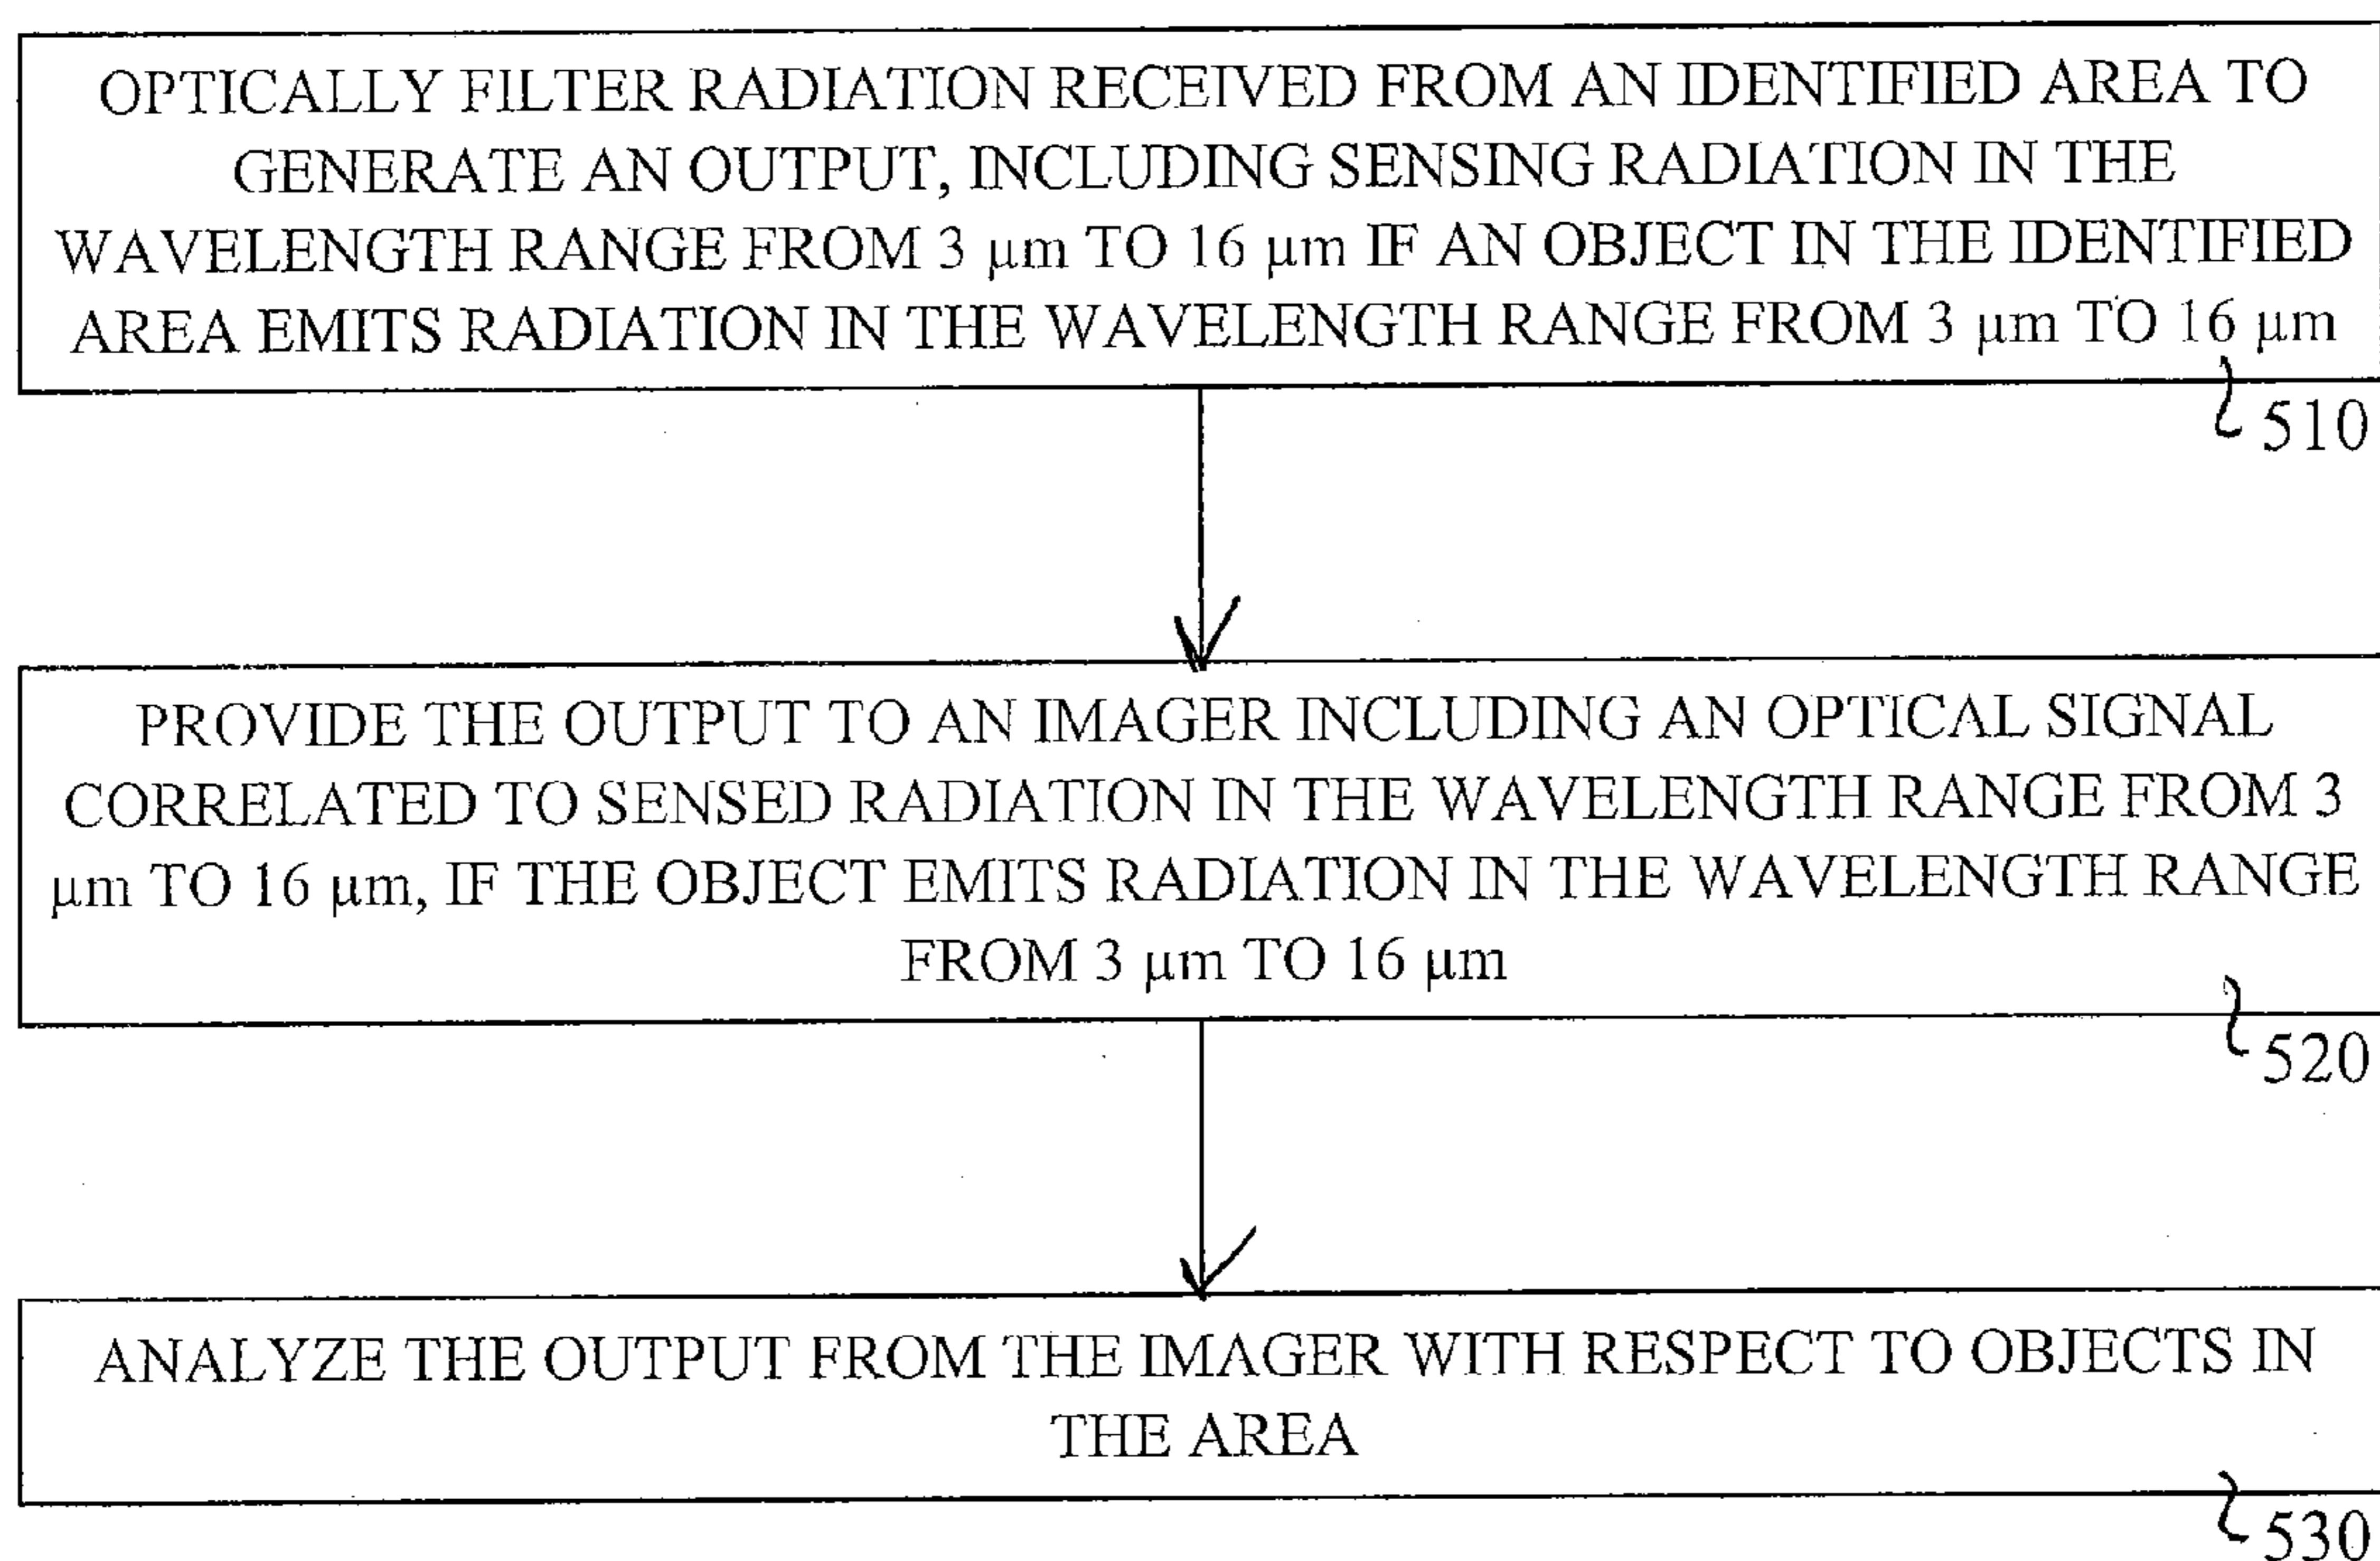 OPTICALLY FILTER RADIATION RECEIVED FROM AN IDENTIFIED AREA TO
GENERATE AN OUTPUT, INCLUDING SENSING RADIATION IN THE
WAVELENGTH RANGE FROM 3 µm TO 16 µm IF AN OBJECT IN THE IDENTIFIED
AREA EMITS RADIATION IN THE WAVELENGTH RANGE FROM 3 µm TO 16 µm
510
PROVIDE THE OUTPUT TO AN IMAGER INCLUDING AN OPTICAL SIGNAL
CORRELATED TO SENSED RADIATION IN THE WAVELENGTH RANGE FROM 3
µm TO 16 µm, IF THE OBJECT EMITS RADIATION IN THE WAVELENGTH RANGE
FROM 3 µm TO 16 µm
520
ANALYZE THE OUTPUT FROM THE IMAGER WITH RESPECT TO OBJECTS IN
THE AREA
530